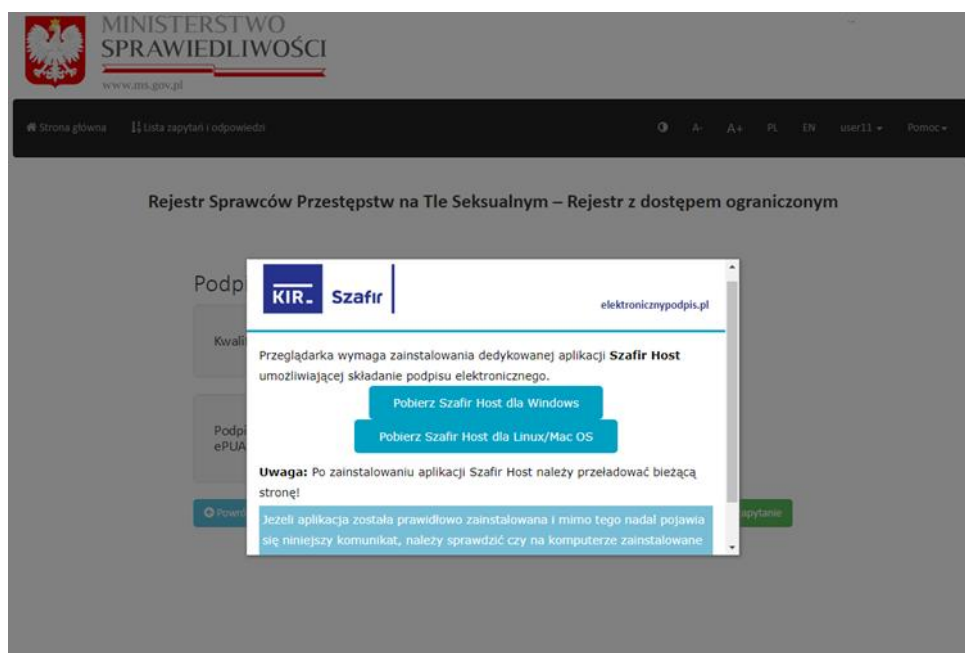 MINISTERSTWO
SPRAWIEDLIWOŚCI
www.ms.gov.pl
Strona główna Lista zapytań i odpowiedzi A- A+ PL EN user11 Pomoc
Rejestr Sprawców Przestępstw na Tle Seksualnym – Rejestr z dostępem ograniczonym
Podpi
KIR Szafir
elektronicznypodpis.pl
Kwalif
Przeglądarka wymaga zainstalowania dedykowanej aplikacji Szafir Host
umożliwiającej składanie podpisu elektronicznego.
Pobierz Szafir Host dla Windows
Podpi
Pobierz Szafir Host dla Linux/Mac OS
ePUA
Uwaga: Po zainstalowaniu aplikacji Szafir Host należy przeładować bieżącą
stronę!
Powró
Jeżeli aplikacja została prawidłowo zainstalowana i mimo tego nadal pojawia
apytanie
się niniejszy komunikat, należy sprawdzić czy na komputerze zainstalowane